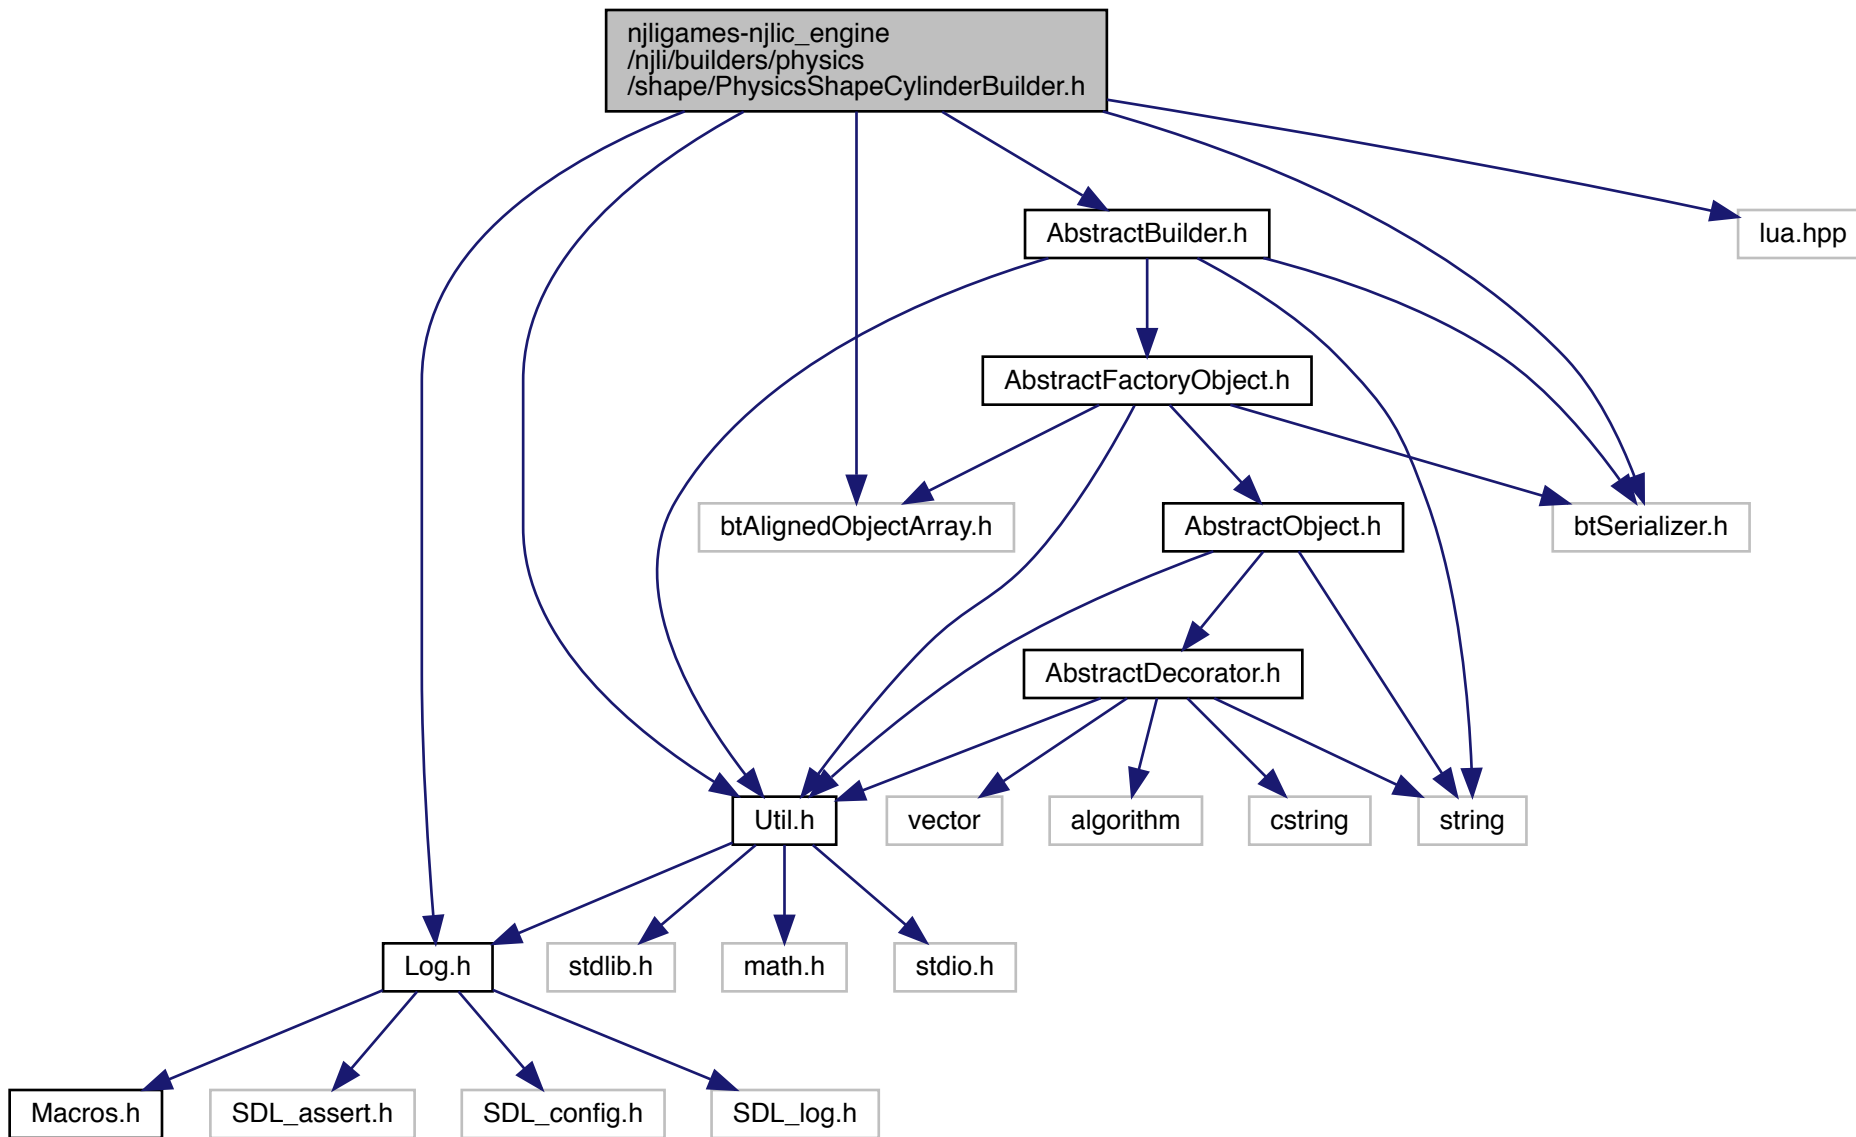 njligames-njlic_engine
/njli/builders/physics
/shape/PhysicsShapeCylinderBuilder.h
AbstractBuilder.h
lua.hpp
AbstractFactoryObject.h
btAlignedObjectArray.h
AbstractObject.h
btSerializer.h
AbstractDecorator.h
Util.h
vector
algorithm
cstring
string
Log.h
stdlib.h
math.h
stdio.h
Macros.h
SDL_assert.h
SDL_config.h
SDL_log.h